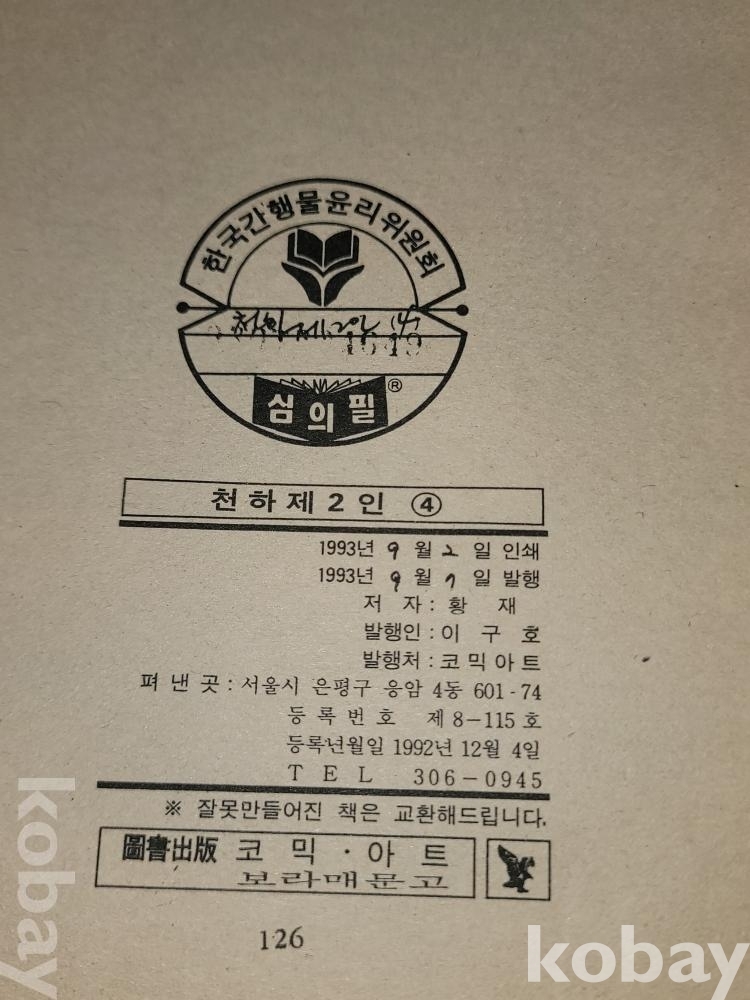 한국간행물윤리위원회
천하제2인 4
심의필 ®
천하제2인 ④
1993년 9월 2일 인쇄
1993년 9월 7일 발행
저 자 : 황 재
발행인 : 이 구 호
발행처 : 코믹아트
펴 낸 곳 : 서울시 은평구 응암 4동 601-74
등 록 번 호 제 8-115 호
등록년월일 1992년 12월 4일
T E L 306-0945
※ 잘못만들어진 책은 교환해드립니다.
圖書出版 코 믹 · 아 트
보라매문고
126
kobay
kobay